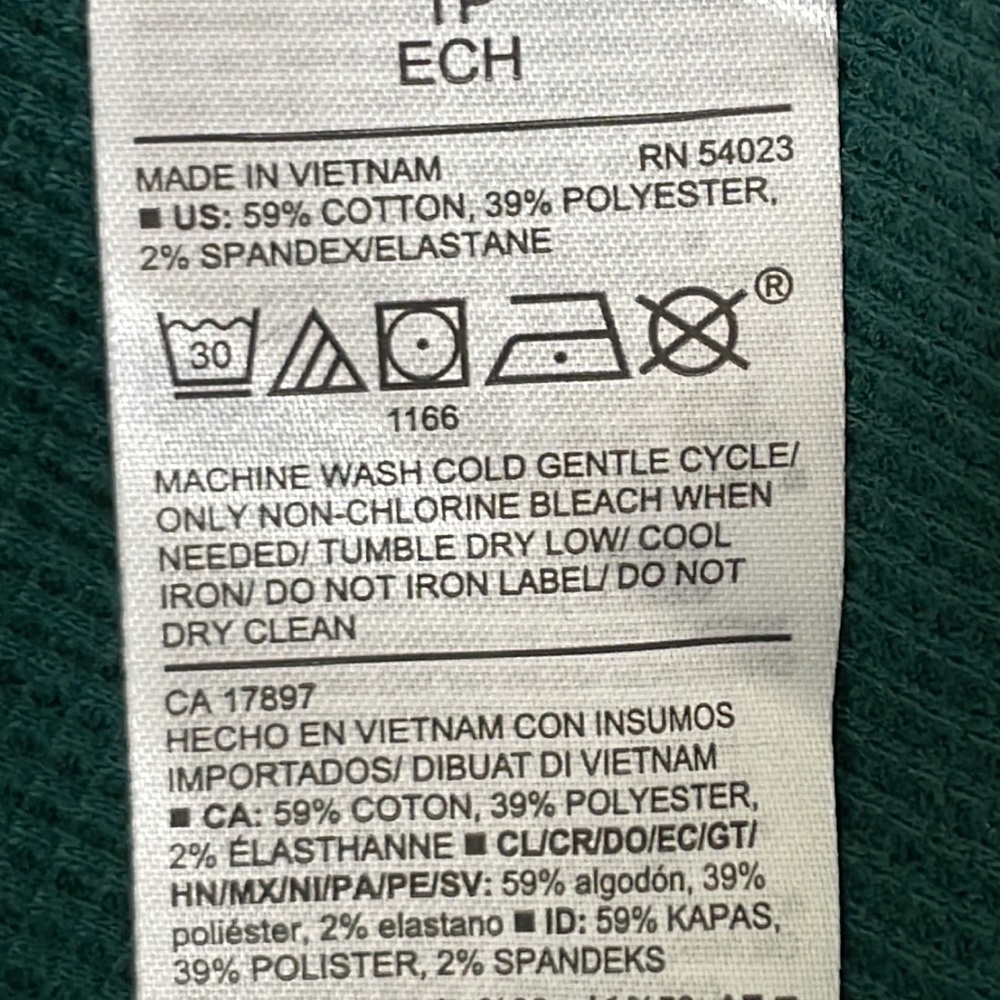 ECH
MADE IN VIETNAM RN 54023
■ US: 59% COTTON, 39% POLYESTER,
2% SPANDEX/ELASTANE
30
®
1166
MACHINE WASH COLD GENTLE CYCLE/
ONLY NON-CHLORINE BLEACH WHEN
NEEDED/ TUMBLE DRY LOW/ COOL
IRON/ DO NOT IRON LABEL/ DO NOT
DRY CLEAN
CA 17897
HECHO EN VIETNAM CON INSUMOS
IMPORTADOS/ DIBUAT DI VIETNAM
■ CA: 59% COTON, 39% POLYESTER,
2% ÉLASTHANNE ■ CL/CR/DO/EC/GT/
HN/MX/NI/PA/PE/SV: 59% algodón, 39%
poliéster, 2% elastano ■ ID: 59% KAPAS,
39% POLISTER, 2% SPANDEKS